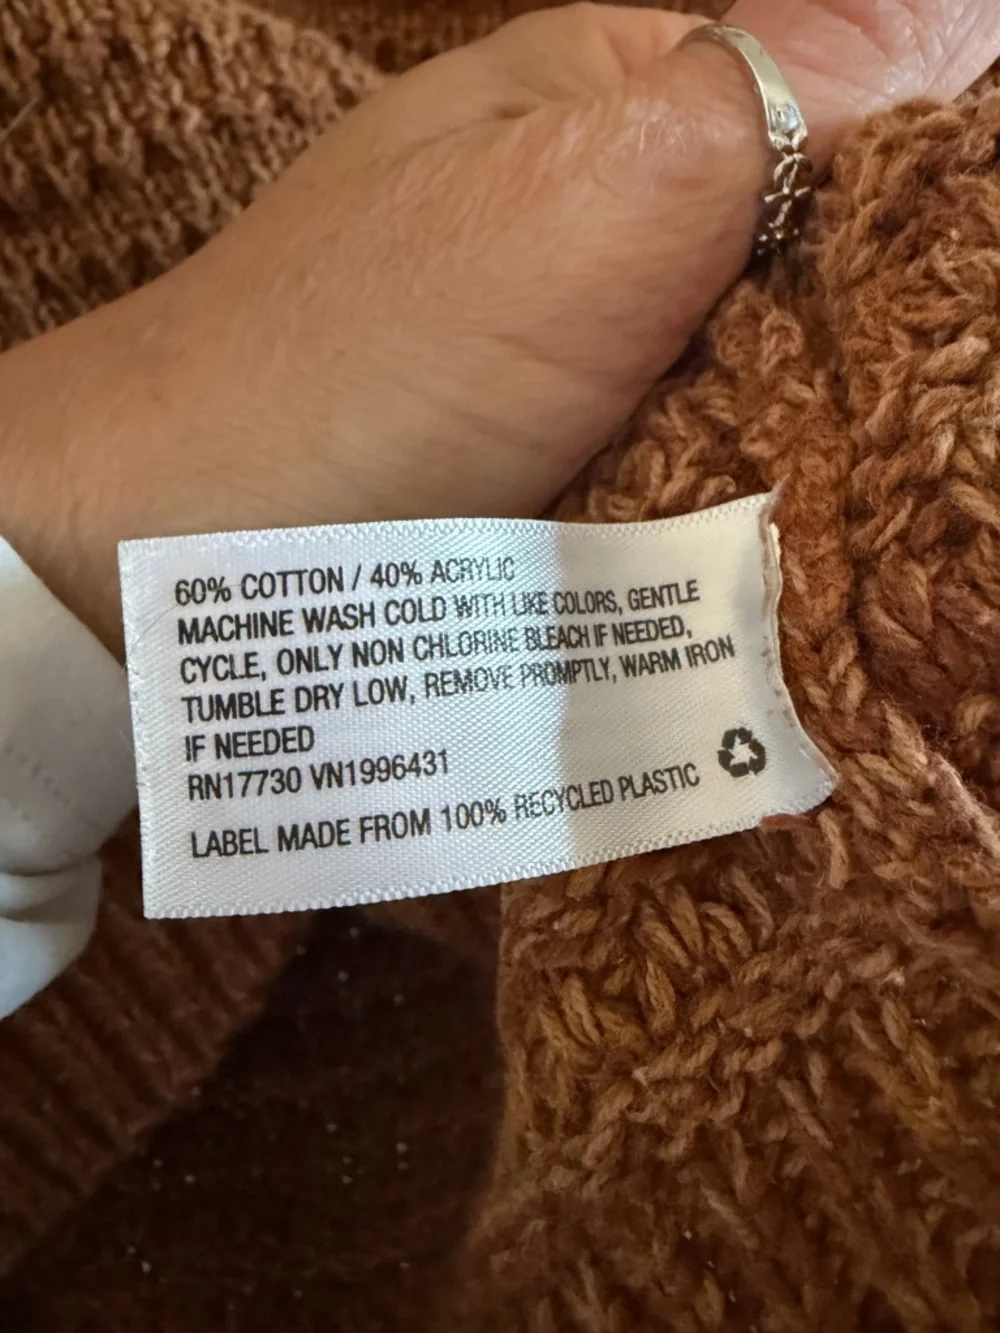 60% COTTON / 40% ACRYLIC
MACHINE WASH COLD WITH LIKE COLORS, GENTLE
CYCLE, ONLY NON CHLORINE BLEACH IF NEEDED,
TUMBLE DRY LOW, REMOVE PROMPTLY, WARM IRON
IF NEEDED
RN17730 VN1996431
LABEL MADE FROM 100% RECYCLED PLASTIC